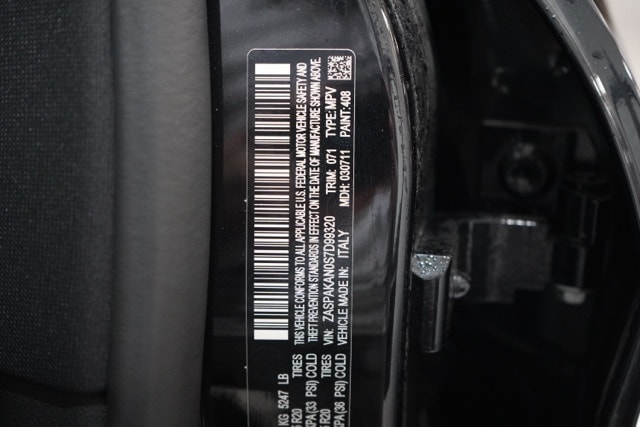 KG 5247 LB
R20 TIRES
KPA(33 PSI) COLD
R20 TIRES
KPA(36 PSI) COLD
THIS VEHICLE CONFORMS TO ALL APPLICABLE U.S. FEDERAL MOTOR VEHICLE SAFETY AND
THEFT PREVENTION STANDARDS IN EFFECT ON THE DATE OF MANUFACTURE SHOWN ABOVE.
VIN: ZASPAKAN0S7D99320 TRIM: 071 TYPE: MPV
VEHICLE MADE IN: ITALY MDH: 030711 PAINT: 408